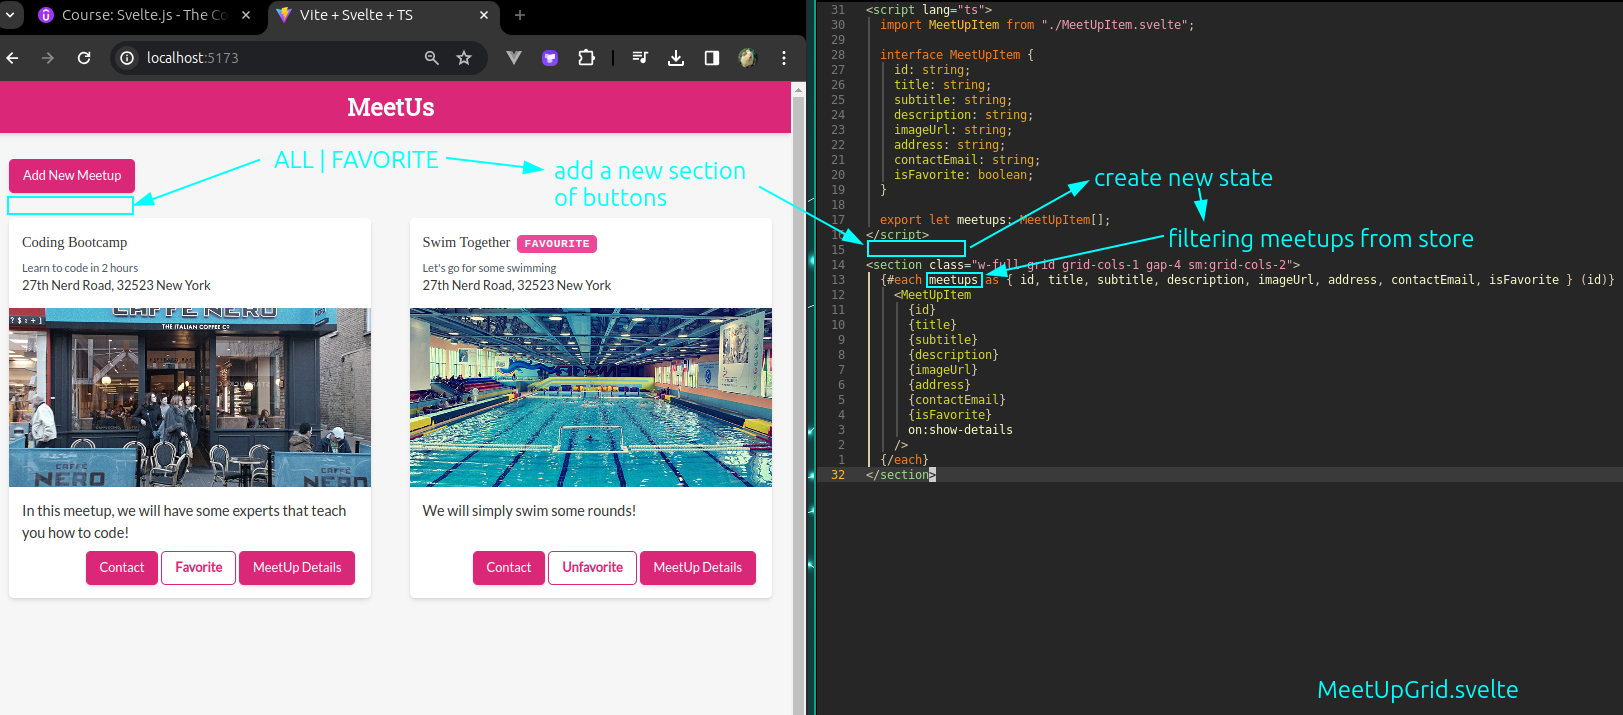 Course: Svelte.js - The Co
Vite + Svelte + TS
localhost:5173
MeetUs
Add New Meetup
ALL | FAVORITE
add a new section
of buttons
Coding Bootcamp
Learn to code in 2 hours
27th Nerd Road, 32523 New York
CAFFÈ NERO
THE ITALIAN COFFEE Co
CAFFE
NERO
CAFFE
NERO
In this meetup, we will have some experts that teach
you how to code!
Contact
Favorite
MeetUp Details
Swim Together
FAVOURITE
Let's go for some swimming
27th Nerd Road, 32523 New York
We will simply swim some rounds!
Contact
Unfavorite
MeetUp Details
31 <script lang="ts">
30 import MeetUpItem from "./MeetUpItem.svelte";
29
28 interface MeetUpItem {
27 id: string;
26 title: string;
25 subtitle: string;
24 description: string;
23 imageUrl: string;
22 address: string;
21 contactEmail: string;
20 isFavorite: boolean;
19 }
18
17 export let meetups: MeetUpItem[];
16 </script>
15
14 <section class="w-full grid grid-cols-1 gap-4 sm:grid-cols-2">
13 {#each meetups as { id, title, subtitle, description, imageUrl, address, contactEmail, isFavorite } (id)}
12 <MeetUpItem
11 {id}
10 {title}
9 {subtitle}
8 {description}
7 {imageUrl}
6 {address}
5 {contactEmail}
4 {isFavorite}
3 on:show-details
2 />
1 {/each}
32 </section>
create new state
filtering meetups from store
MeetUpGrid.svelte